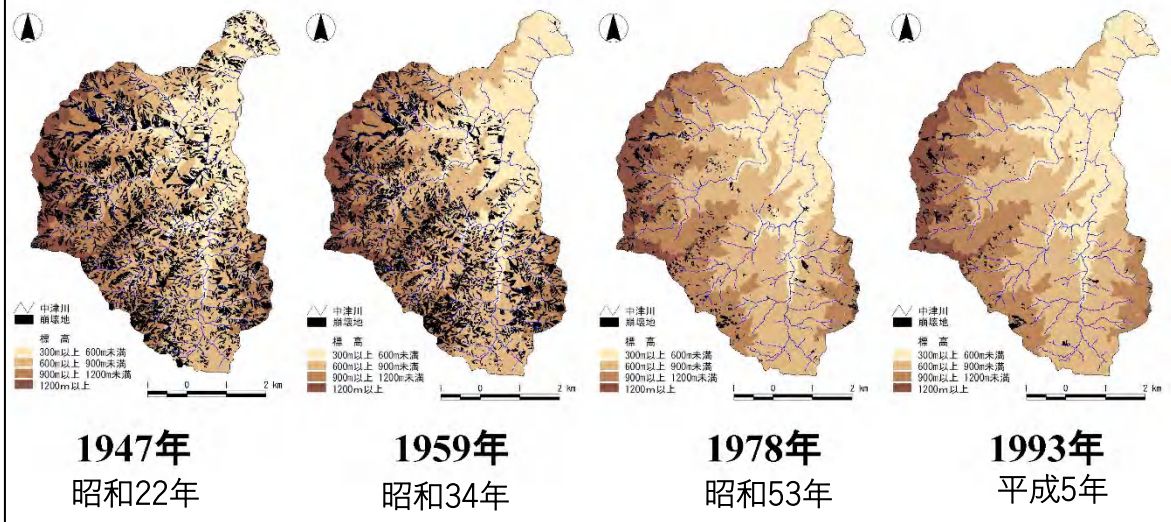 中津川
崩壊地
標 高
300m以上 600m未満
600m以上 900m未満
900m以上 1200m未満
1200m以上
1 0 2 km
1947年
昭和22年
中津川
崩壊地
標 高
300m以上 600m未満
600m以上 900m未満
900m以上 1200m未満
1200m以上
1 0 2 km
1959年
昭和34年
中津川
崩壊地
標 高
300m以上 600m未満
600m以上 900m未満
900m以上 1200m未満
1200m以上
1 0 2 km
1978年
昭和53年
中津川
崩壊地
標 高
300m以上 600m未満
600m以上 900m未満
900m以上 1200m未満
1200m以上
1 0 2 km
1993年
平成5年